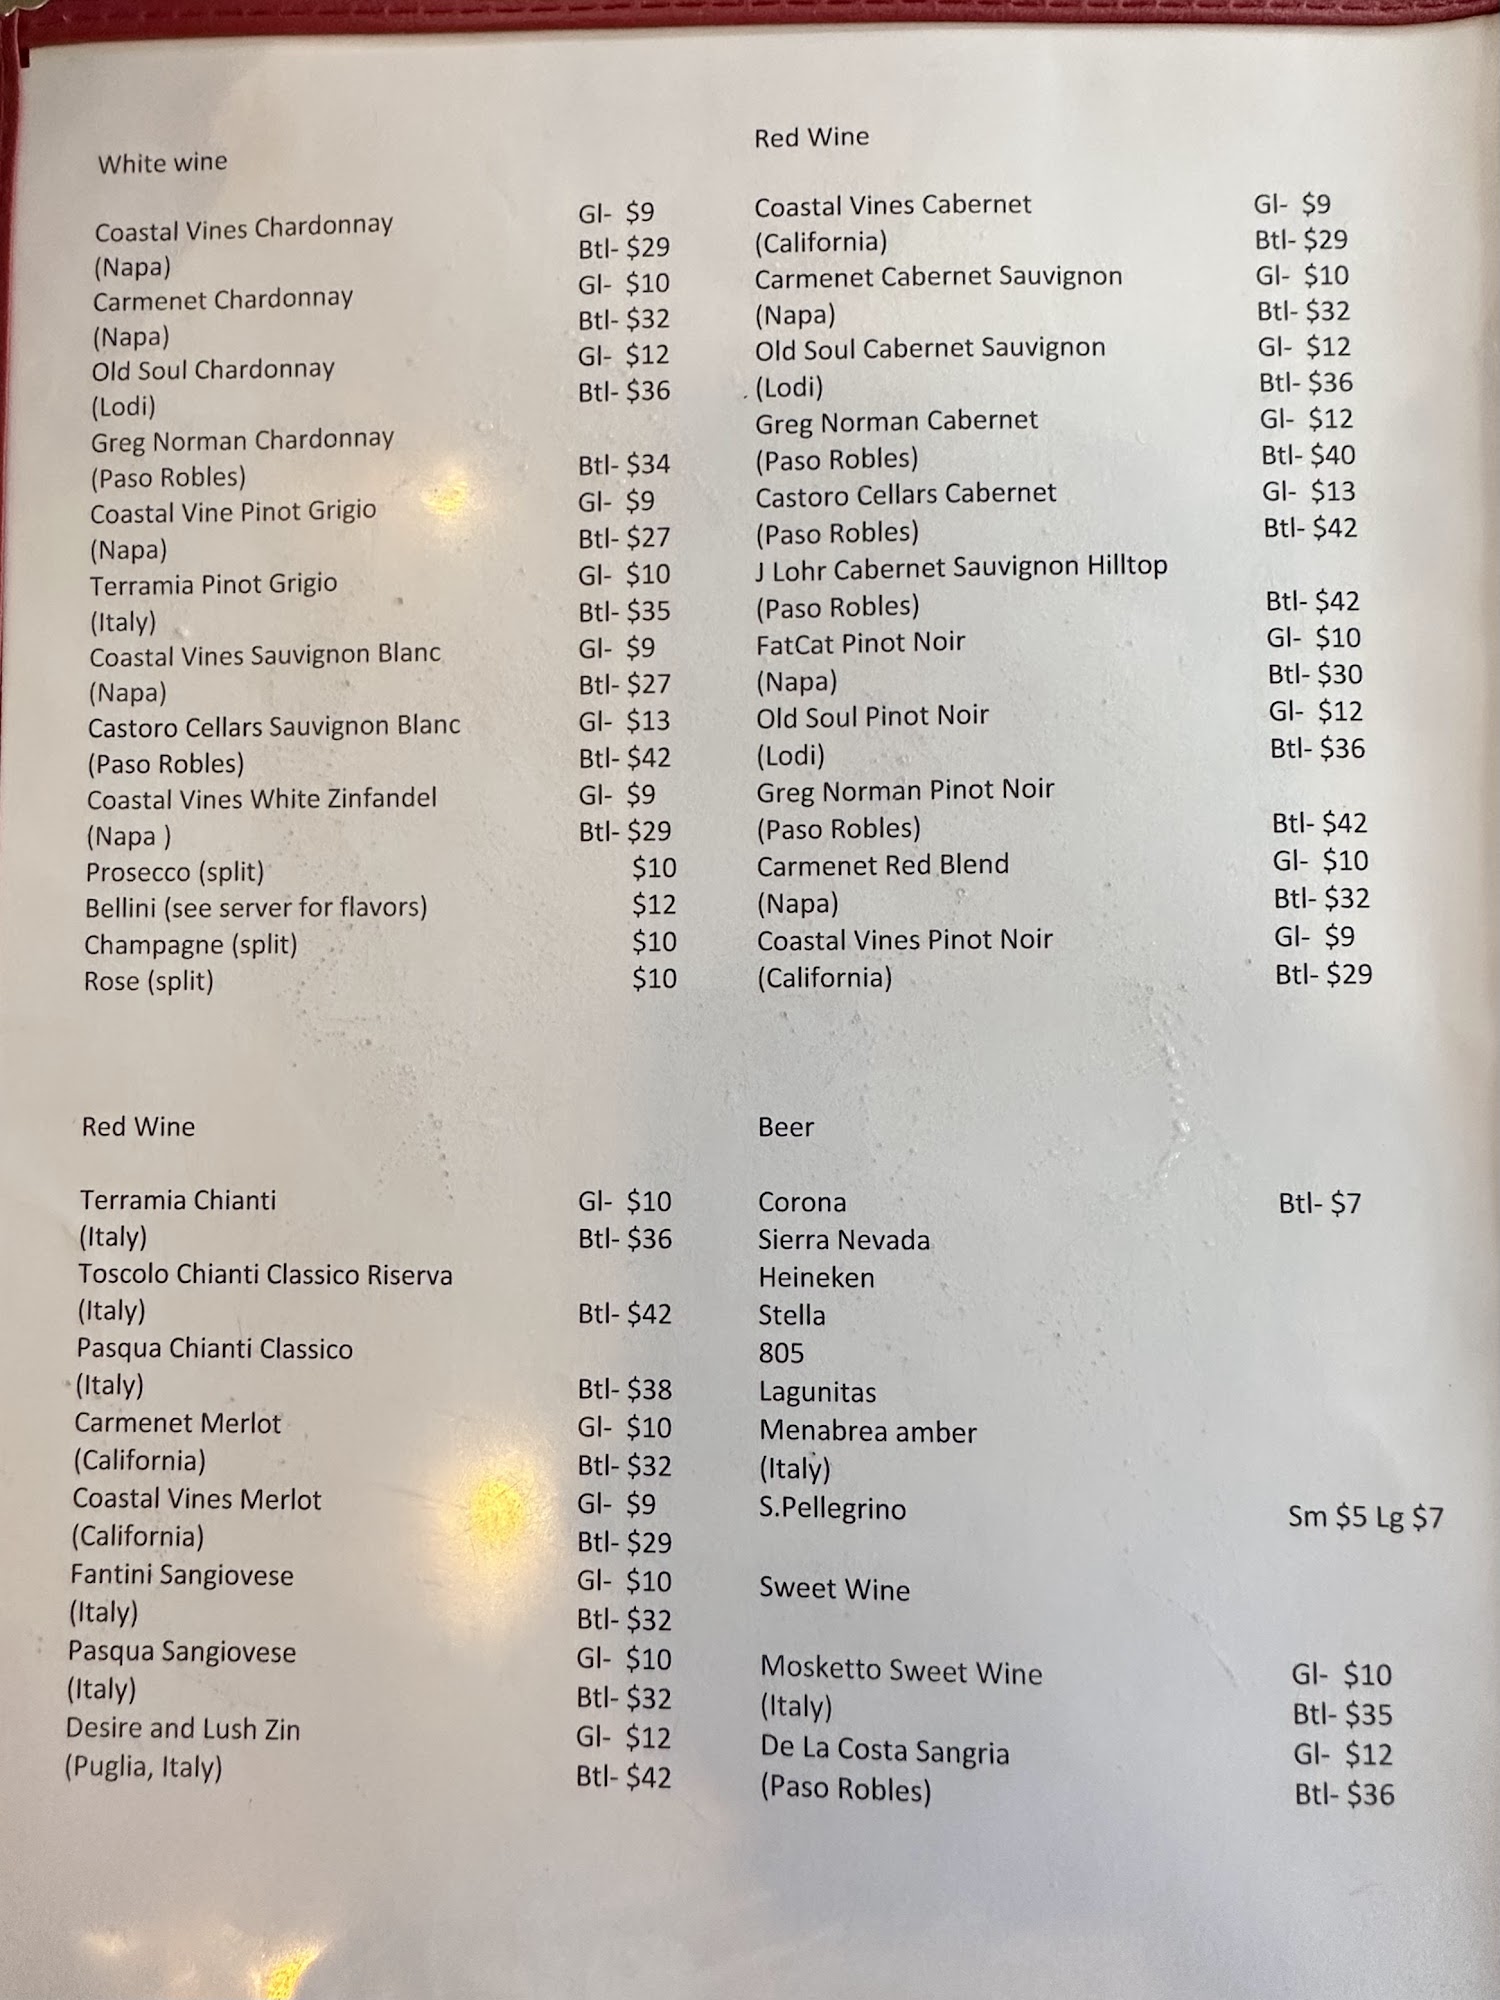 White wine
Coastal Vines Chardonnay Gl- $9
(Napa) Btl- $29
Carmenet Chardonnay Gl- $10
(Napa) Btl- $32
Old Soul Chardonnay Gl- $12
(Lodi) Btl- $36
Greg Norman Chardonnay
(Paso Robles) Btl- $34
Coastal Vine Pinot Grigio Gl- $9
(Napa) Btl- $27
Terramia Pinot Grigio Gl- $10
(Italy) Btl- $35
Coastal Vines Sauvignon Blanc Gl- $9
(Napa) Btl- $27
Castoro Cellars Sauvignon Blanc Gl- $13
(Paso Robles) Btl- $42
Coastal Vines White Zinfandel Gl- $9
(Napa ) Btl- $29
Prosecco (split) $10
Bellini (see server for flavors) $12
Champagne (split) $10
Rose (split) $10
Red Wine
Coastal Vines Cabernet Gl- $9
(California) Btl- $29
Carmenet Cabernet Sauvignon Gl- $10
(Napa) Btl- $32
Old Soul Cabernet Sauvignon Gl- $12
(Lodi) Btl- $36
Greg Norman Cabernet Gl- $12
(Paso Robles) Btl- $40
Castoro Cellars Cabernet Gl- $13
(Paso Robles) Btl- $42
J Lohr Cabernet Sauvignon Hilltop
(Paso Robles) Btl- $42
FatCat Pinot Noir Gl- $10
(Napa) Btl- $30
Old Soul Pinot Noir Gl- $12
(Lodi) Btl- $36
Greg Norman Pinot Noir
(Paso Robles) Btl- $42
Carmenet Red Blend Gl- $10
(Napa) Btl- $32
Coastal Vines Pinot Noir Gl- $9
(California) Btl- $29
Red Wine
Terramia Chianti Gl- $10
(Italy) Btl- $36
Toscolo Chianti Classico Riserva
(Italy) Btl- $42
Pasqua Chianti Classico
(Italy) Btl- $38
Carmenet Merlot Gl- $10
(California) Btl- $32
Coastal Vines Merlot Gl- $9
(California) Btl- $29
Fantini Sangiovese Gl- $10
(Italy) Btl- $32
Pasqua Sangiovese Gl- $10
(Italy) Btl- $32
Desire and Lush Zin Gl- $12
(Puglia, Italy) Btl- $42
Beer
Corona Btl- $7
Sierra Nevada
Heineken
Stella
805
Lagunitas
Menabrea amber
(Italy)
S.Pellegrino Sm $5 Lg $7
Sweet Wine
Mosketto Sweet Wine Gl- $10
(Italy) Btl- $35
De La Costa Sangria Gl- $12
(Paso Robles) Btl- $36